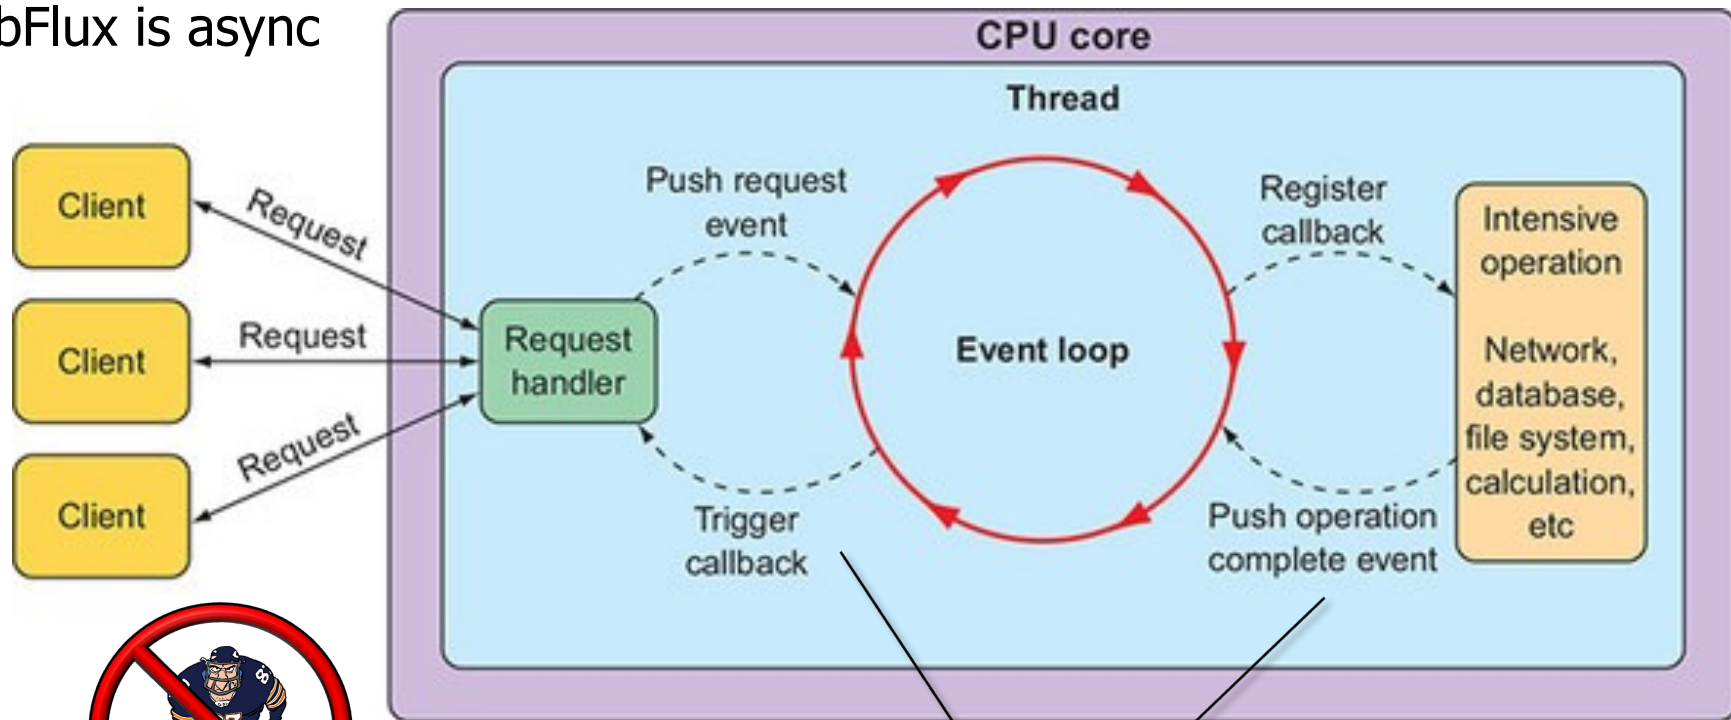 bFlux is async
CPU core
Thread
Client
Client
Client
Request
Request
Request
Request
handler
Push request
event
Trigger
callback
Event loop
Register
callback
Push operation
complete event
Intensive
operation
Network,
database,
file system,
calculation,
etc